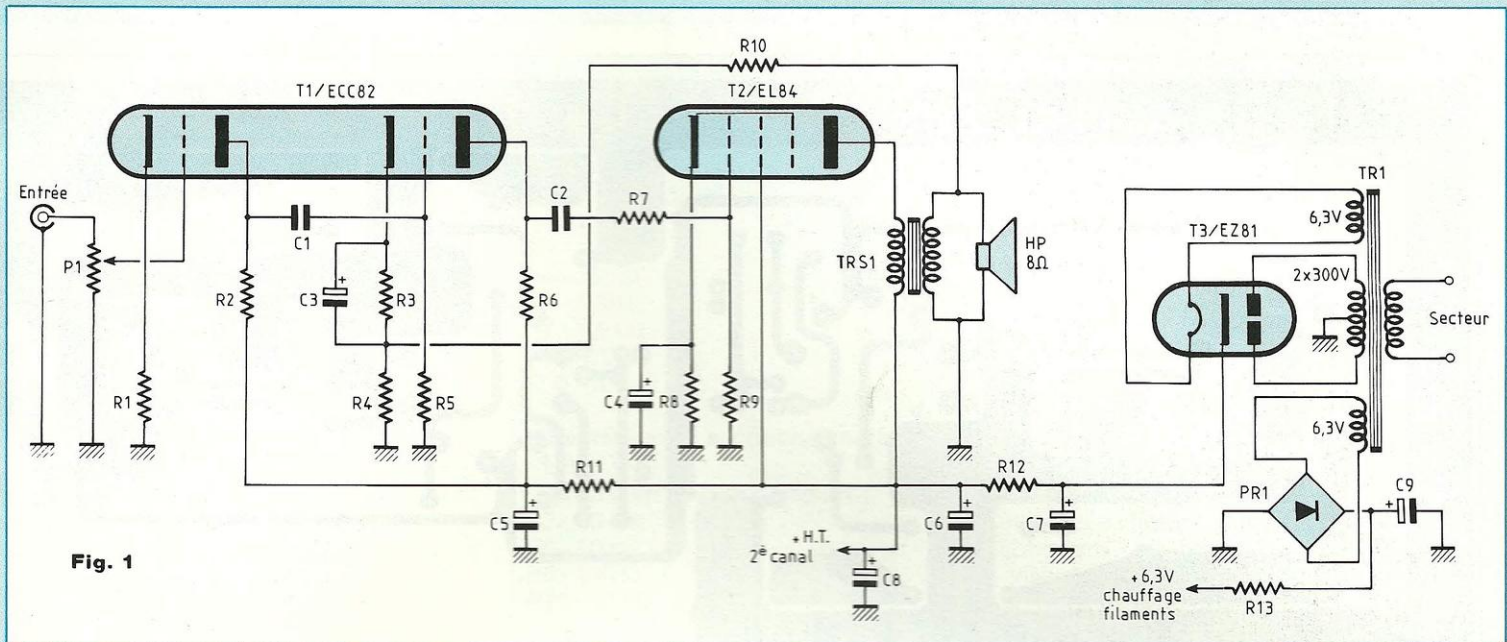 R10
T1/ECC82
T2/EL84
TR1
Entrée
6,3V
T3/EZ81
C2
R7
HP
8Ω
C1
P1
TRS1
2x300V
R2
C3
R3
R6
Secteur
R1
R4
R5
C4
R8
R9
6,3V
R11
R12
PR1
C9
C5
C6
C7
Fig. 1
+ H.T.
2è canal
C8
+6,3V
chauffage
filaments
R13